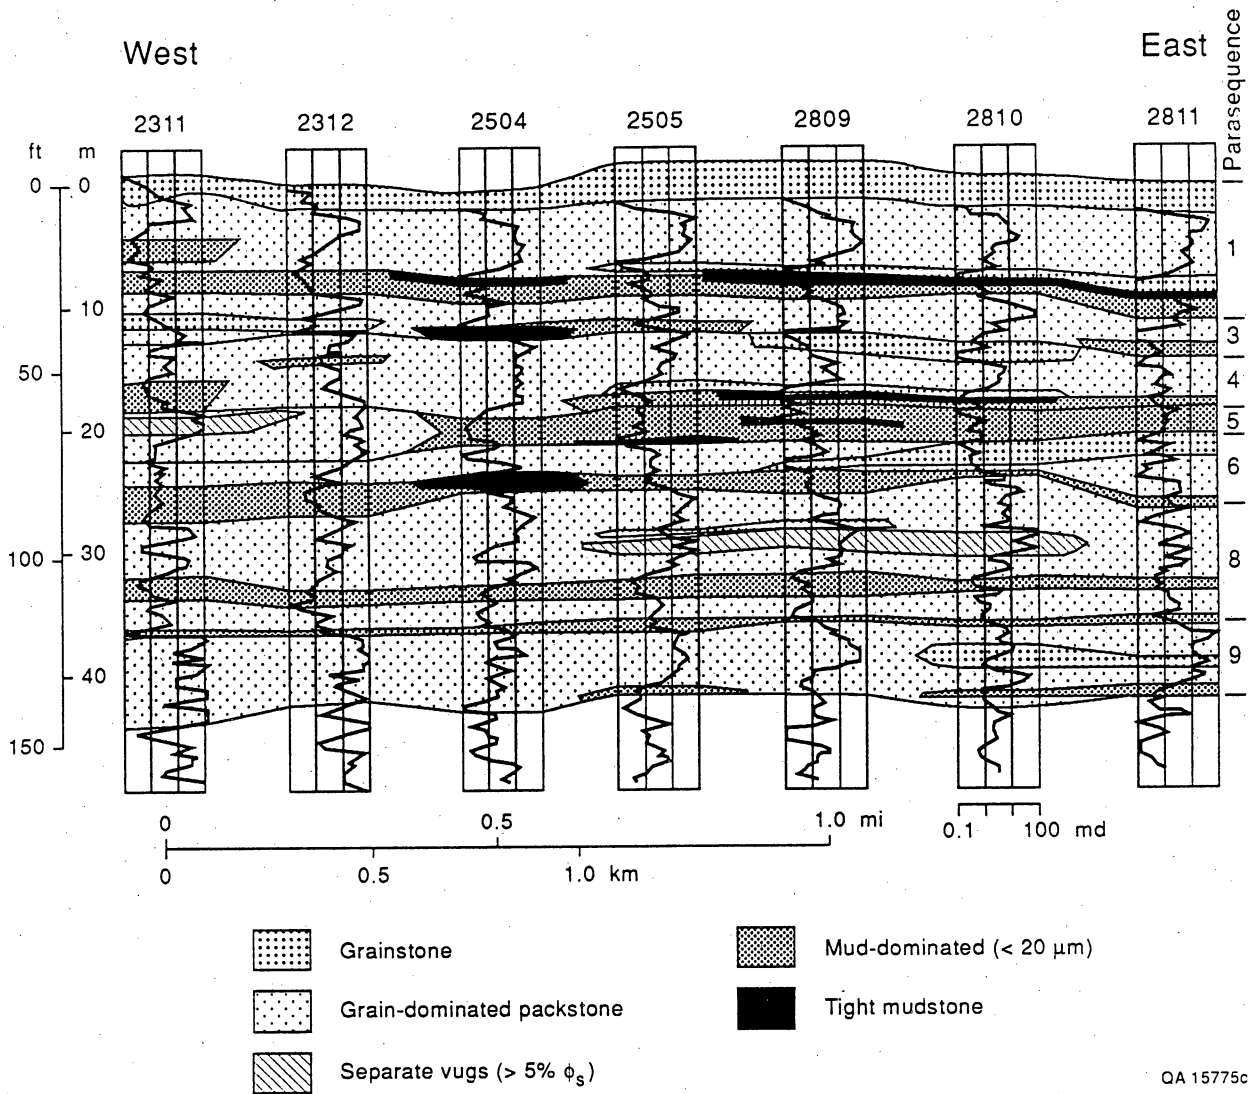 West
East
Parasequence
2311
2312
2504
2505
2809
2810
2811
ft
m
0
0
1
10
3
50
4
5
20
6
100
30
8
9
40
150
0
0.5
1.0 mi
0.1
100 md
0
0.5
1.0 km
Grainstone
Mud-dominated (< 20 μm)
Grain-dominated packstone
Tight mudstone
Separate vugs (> 5% ϕs)
QA 15775c